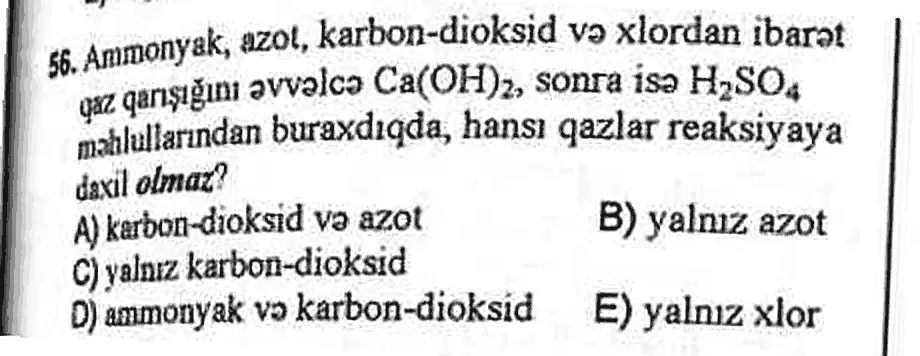 56. Ammonyak, azot, karbon-dioksid və xlordan ibarət
qaz qarışığını əvvəlcə Ca(OH)₂, sonra isə H₂SO₄
məhlullarından buraxdıqda, hansı qazlar reaksiyaya
daxil olmaz?
A) karbon-dioksid və azot B) yalnız azot
C) yalnız karbon-dioksid
D) ammonyak və karbon-dioksid E) yalnız xlor